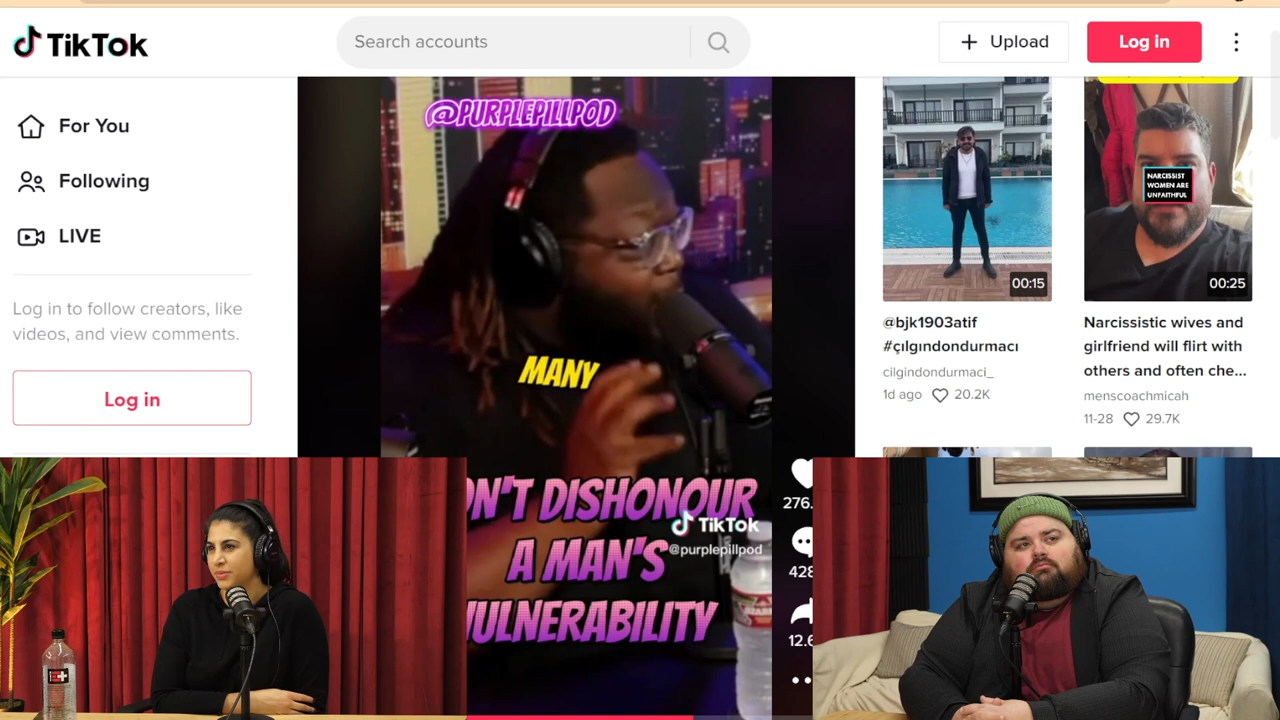 TikTok
Search accounts
Upload
Log in
For You
Following
LIVE
Log in to follow creators, like
videos, and view comments.
Log in
@PURPLEPILLPOD
MANY
ON'T DISHONOUR
A MAN'S
VULNERABILITY
TikTok
@purplepillpod
276.
428
12.6
00:15
@bjk1903atif
#çılgındondurmacı
cilgindondurmaci_
1d ago 20.2K
NARCISSIST
WOMEN ARE
UNFAITHFUL
00:25
Narcissistic wives and
girlfriend will flirt with
others and often che...
menscoachmicah
11-28 29.7K